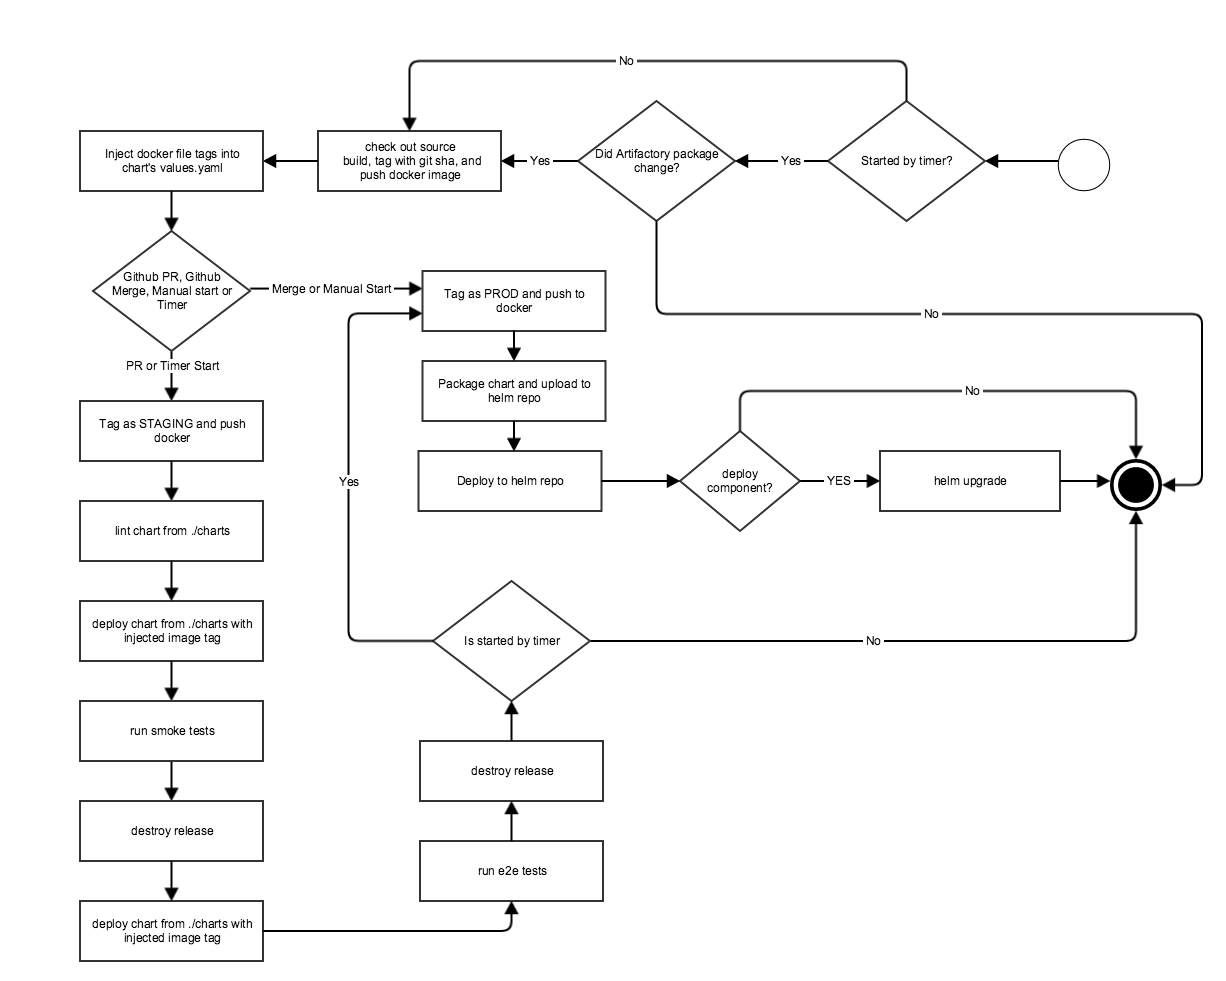 No
Inject docker file tags into
chart's values.yaml
check out source
build, tag with git sha, and
push docker image
Yes
Did Artifactory package
change?
Yes
Started by timer?
Github PR, Github
Merge, Manual start or
Timer
Merge or Manual Start
Tag as PROD and push to
docker
No
PR or Timer Start
Package chart and upload to
helm repo
No
Tag as STAGING and push
docker
Yes
Deploy to helm repo
deploy
component?
YES
helm upgrade
lint chart from ./charts
deploy chart from ./charts with
injected image tag
Is started by timer
No
run smoke tests
destroy release
destroy release
run e2e tests
deploy chart from ./charts with
injected image tag